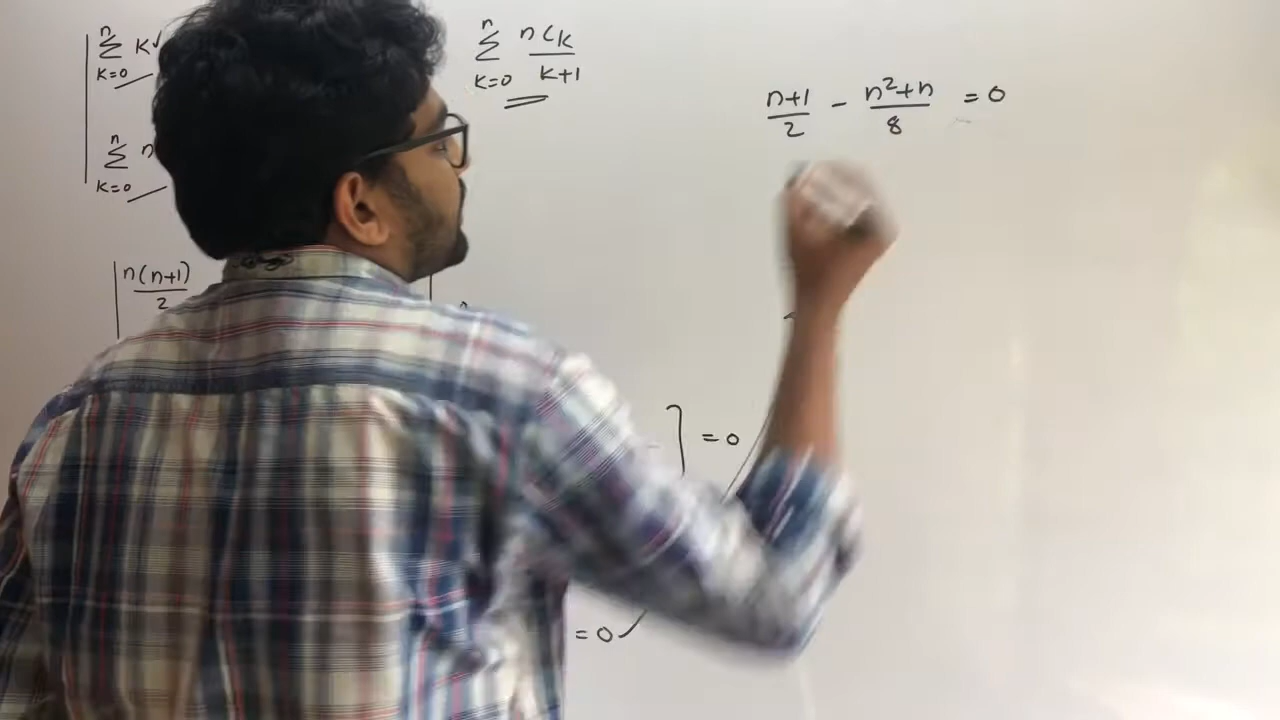 n
∑ K
K=0
n
∑ nCk
K=0 k+1
n+1/2 - n²+n/8 = 0
n
∑ n
K=0
n(n+1)
2
] = 0
= 0 ✓